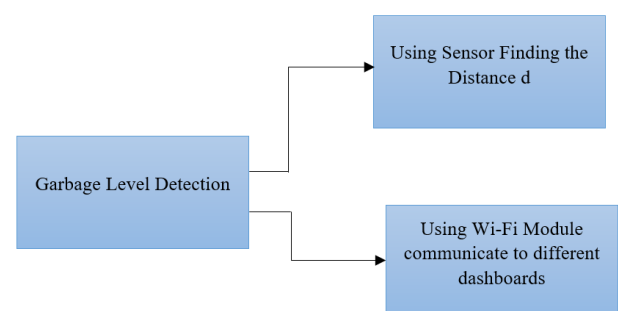 Using Sensor Finding the
Distance d
Garbage Level Detection
Using Wi-Fi Module
communicate to different
dashboards